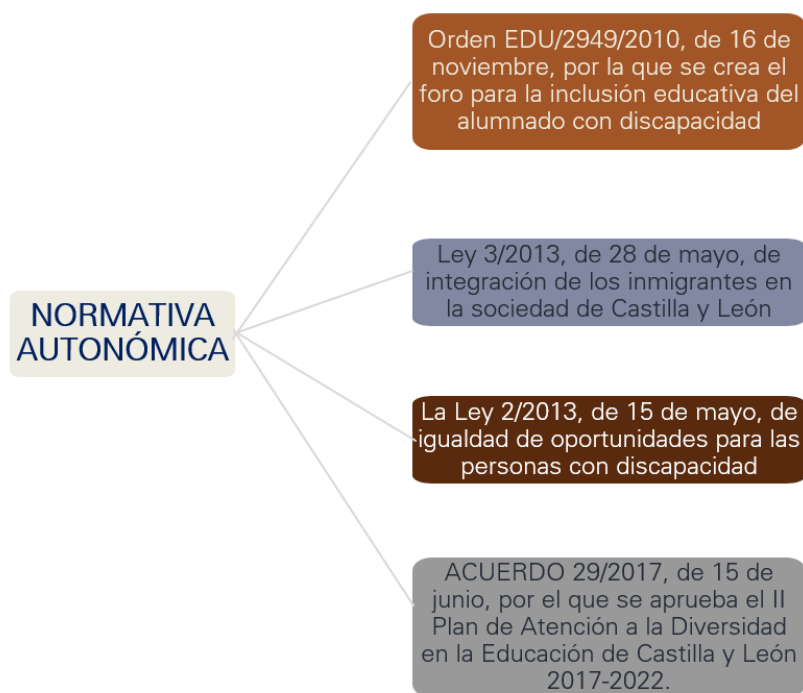 Orden EDU/2949/2010, de 16 de
noviembre, por la que se crea el
foro para la inclusión educativa del
alumnado con discapacidad
Ley 3/2013, de 28 de mayo, de
integración de los inmigrantes en
la sociedad de Castilla y León
NORMATIVA
AUTONÓMICA
La Ley 2/2013, de 15 de mayo, de
igualdad de oportunidades para las
personas con discapacidad
ACUERDO 29/2017, de 15 de
junio, por el que se aprueba el II
Plan de Atención a la Diversidad
en la Educación de Castilla y León
2017-2022.